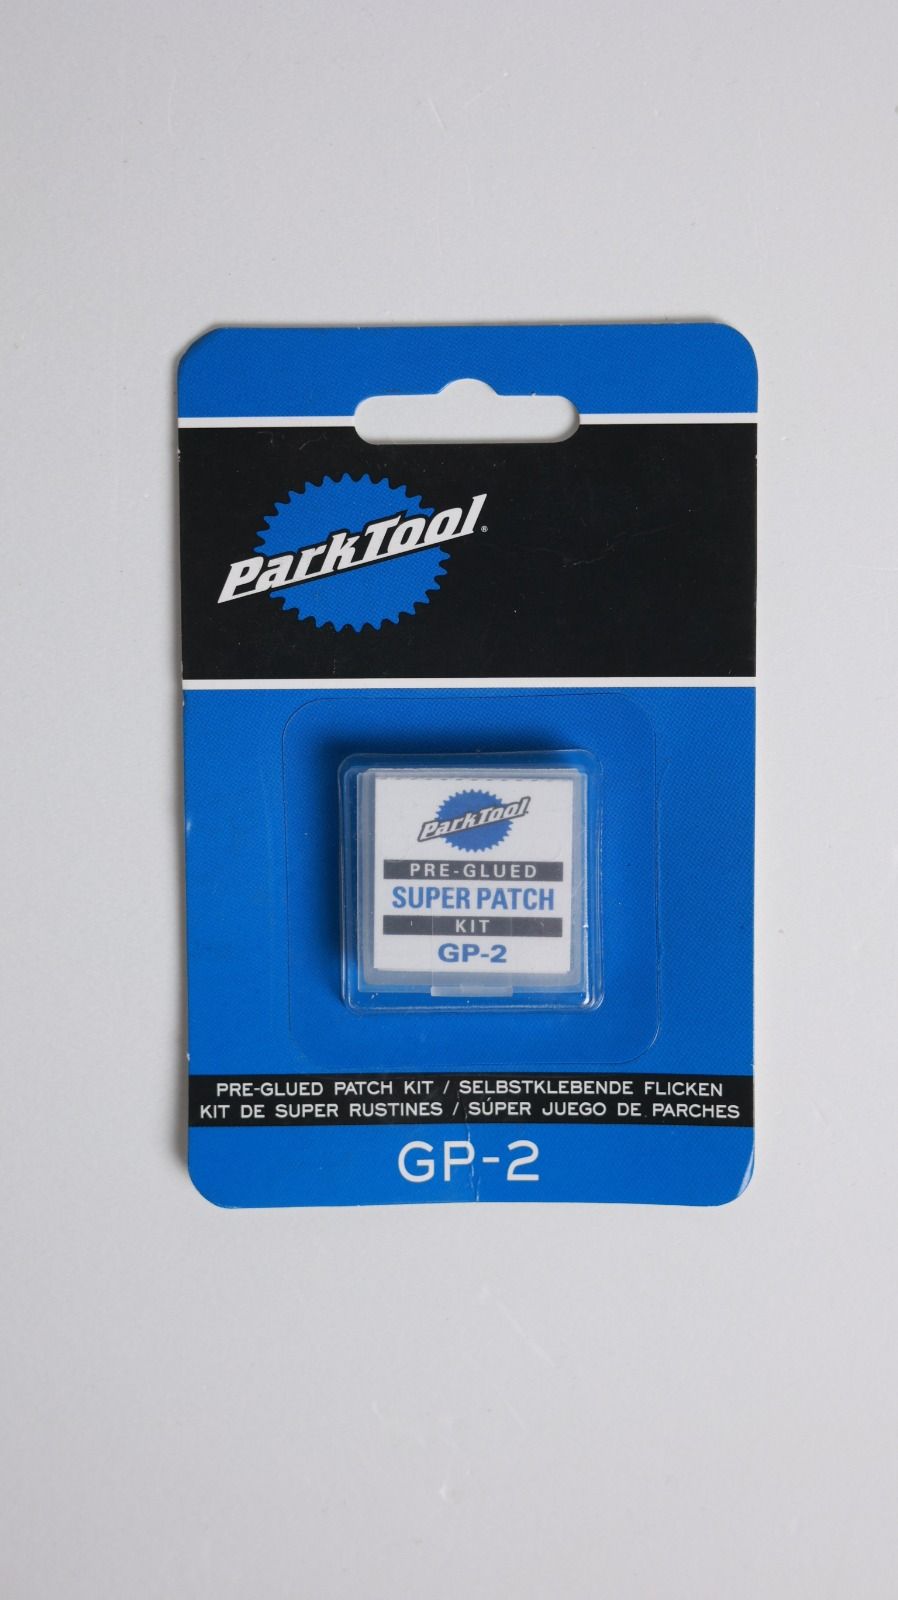 ParkTool®
ParkTool
PRE-GLUED
SUPER PATCH
KIT
GP-2
PRE-GLUED PATCH KIT / SELBSTKLEBENDE FLICKEN
KIT DE SUPER RUSTINES / SÚPER JUEGO DE PARCHES
GP-2